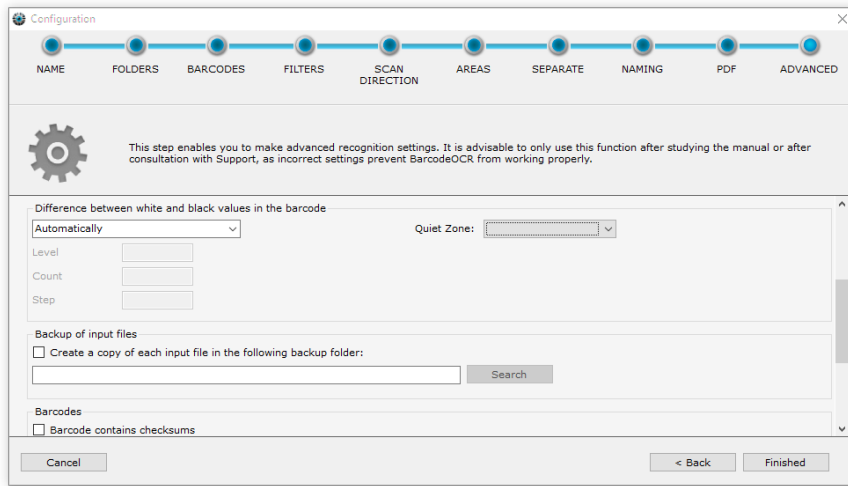 Configuration
NAME
FOLDERS
BARCODES
FILTERS
SCAN
DIRECTION
AREAS
SEPARATE
NAMING
PDF
ADVANCED
This step enables you to make advanced recognition settings. It is advisable to only use this function after studying the manual or after
consultation with Support, as incorrect settings prevent BarcodeOCR from working properly.
Difference between white and black values in the barcode
Automatically
Quiet Zone:
Level
Count
Step
Backup of input files
Create a copy of each input file in the following backup folder:
Search
Barcodes
Barcode contains checksums
Cancel
< Back
Finished